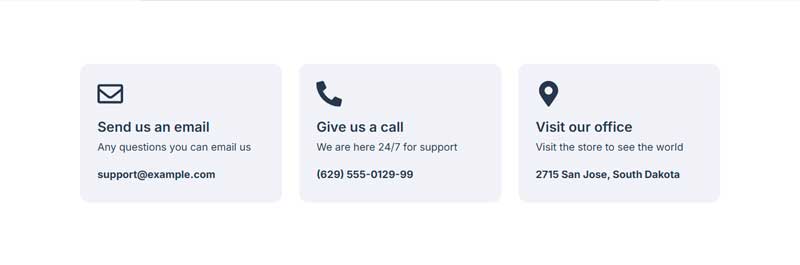 Send us an email
Any questions you can email us
support@example.com
Give us a call
We are here 24/7 for support
(629) 555-0129-99
Visit our office
Visit the store to see the world
2715 San Jose, South Dakota